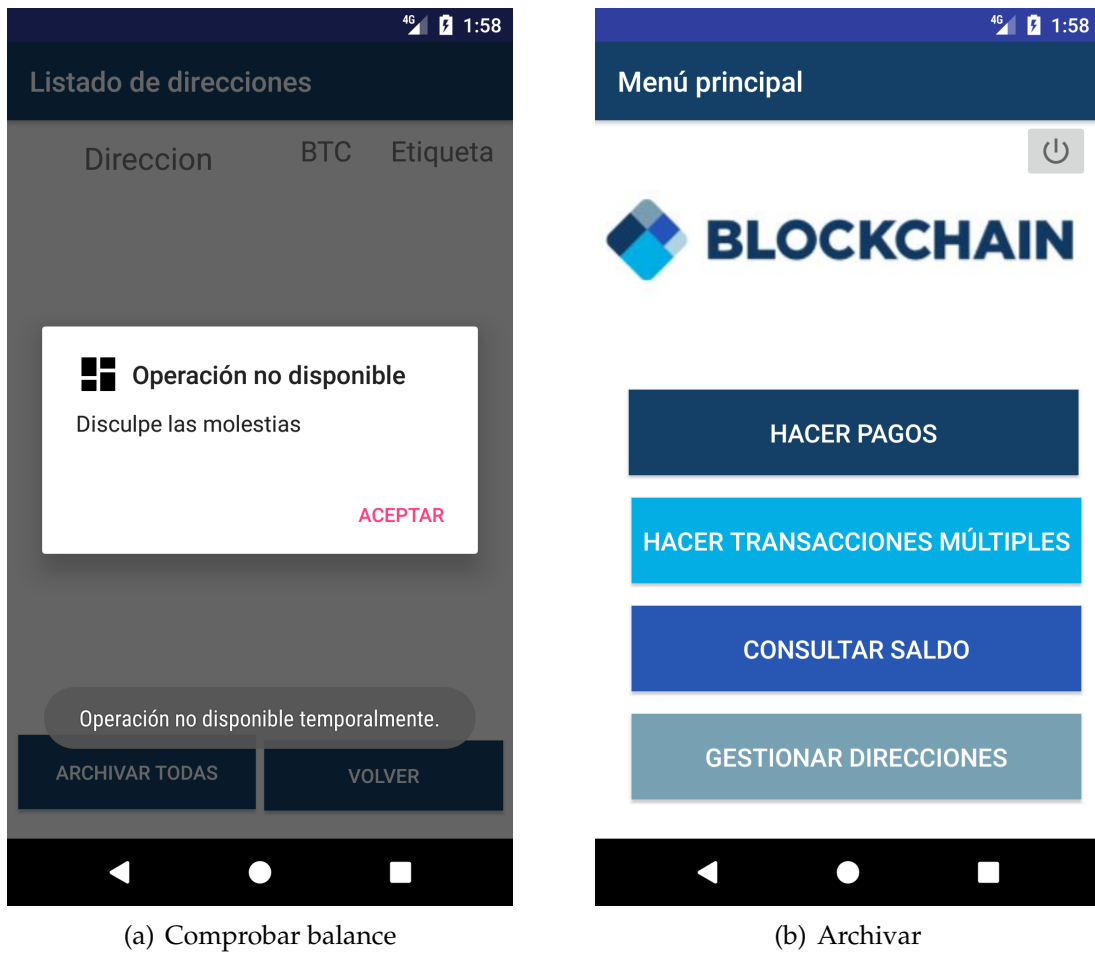 4G 1:58
Listado de direcciones
Direccion BTC Etiqueta
Operación no disponible
Disculpe las molestias
ACEPTAR
Operación no disponible temporalmente.
ARCHIVAR TODAS VOLVER
(a) Comprobar balance
4G 1:58
Menú principal
BLOCKCHAIN
HACER PAGOS
HACER TRANSACCIONES MÚLTIPLES
CONSULTAR SALDO
GESTIONAR DIRECCIONES
(b) Archivar